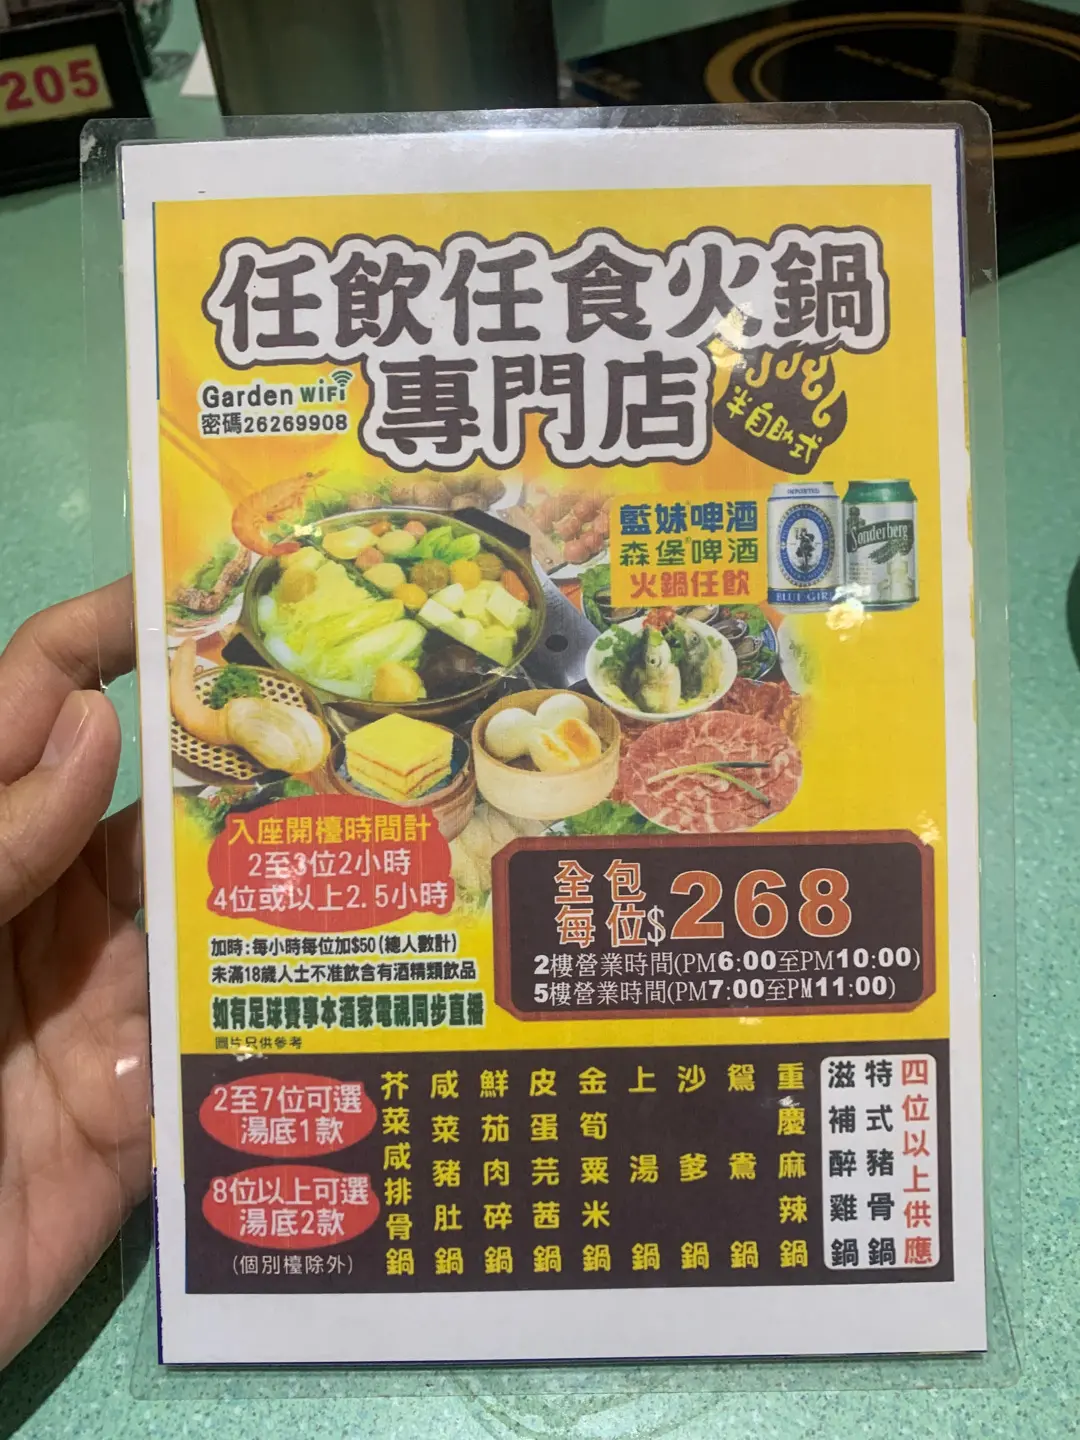 205
任飲任食火鍋
專門店
半自助式
Garden WiFi
密碼26269908
藍妹啤酒
森堡啤酒
火鍋任飲
BLUE GIRL
Sonderberg
入座開檯時間計
2至3位2小時
4位或以上2.5小時
加時:每小時每位加$50(總人數計)
未滿18歲人士不准飲含有酒精類飲品
如有足球賽事本酒家電視同步直播
圖片只供參考
全包
每位$268
2樓營業時間(PM6:00至PM10:00)
5樓營業時間(PM7:00至PM11:00)
2至7位可選
湯底1款
8位以上可選
湯底2款
(個別檯除外)
芥菜咸排骨鍋
咸菜豬肚鍋
鮮茄肉碎鍋
皮蛋芫茜鍋
金筍粟米鍋
上湯鍋
沙爹鍋
鴛鴦鍋
重慶麻辣鍋
滋補醉雞鍋
特式豬骨鍋
四位以上供應